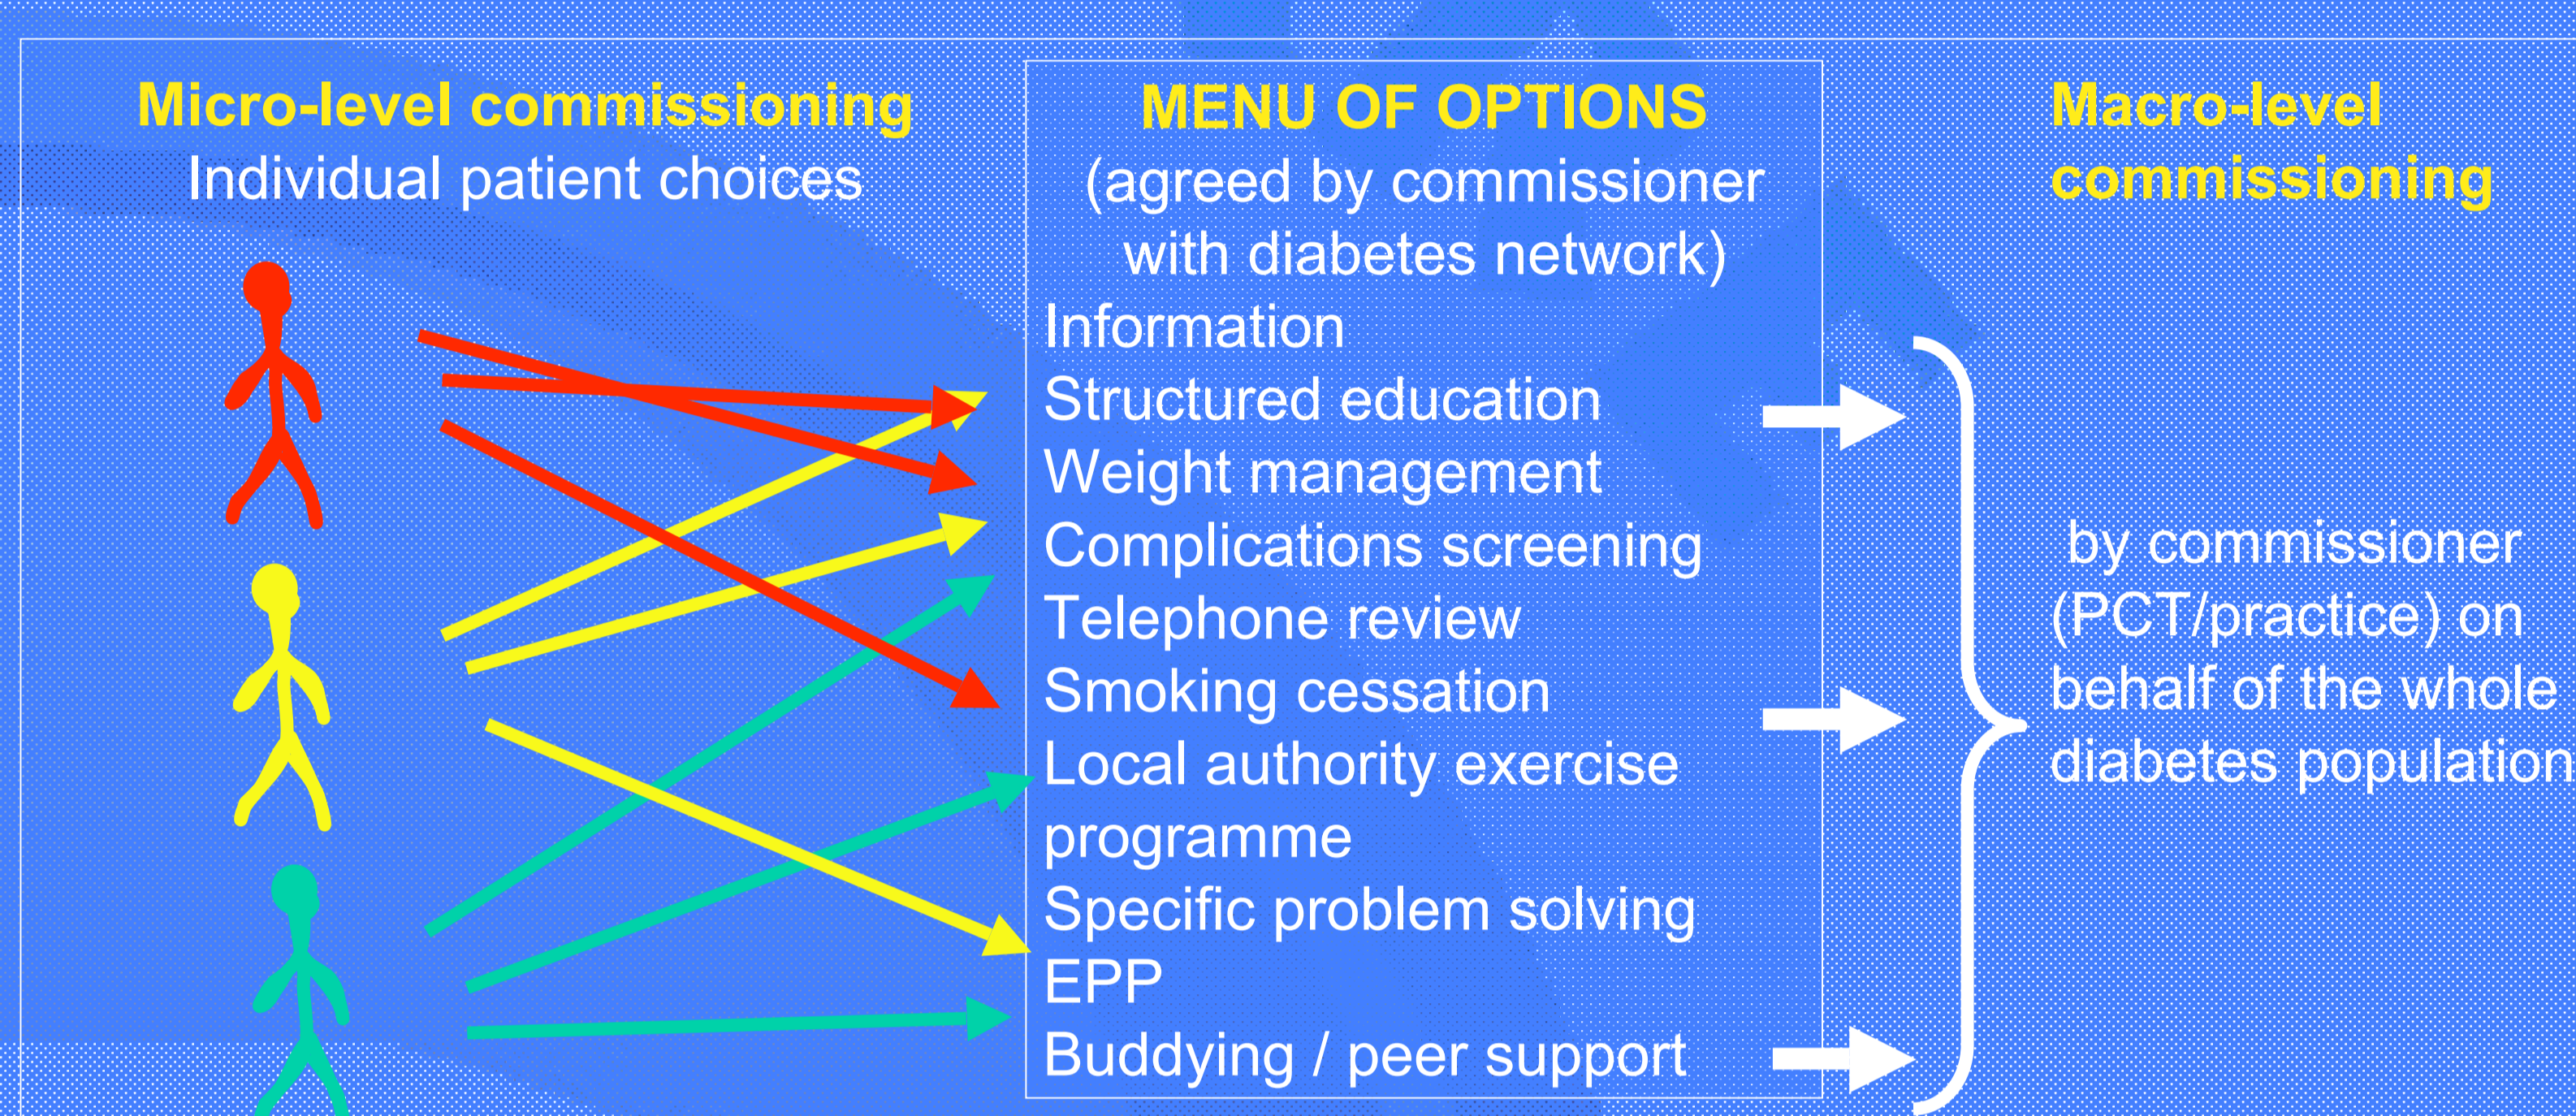 Micro-level commissioning
Individual patient choices
MENU OF OPTIONS
(agreed by commissioner
with diabetes network)
Information
Structured education
Weight management
Complications screening
Telephone review
Smoking cessation
Local authority exercise
programme
Specific problem solving
EPP
Buddying / peer support
Macro-level
commissioning
by commissioner
(PCT/practice) on
behalf of the whole
diabetes population